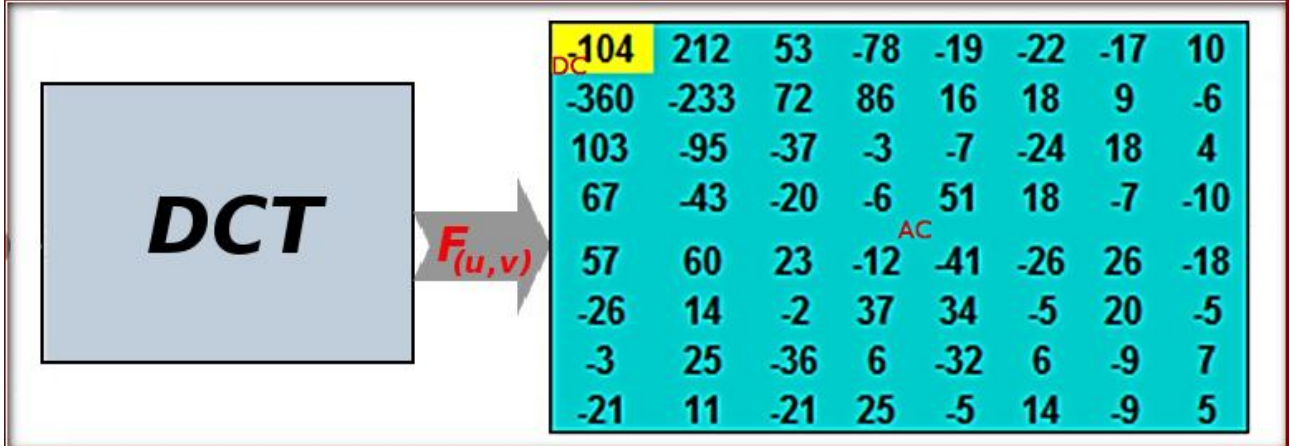 DCT
F(u,v)
-104 212 53 -78 -19 -22 -17 10
DC
-360 -233 72 86 16 18 9 -6
103 -95 -37 -3 -7 -24 18 4
67 -43 -20 -6 51 18 -7 -10
AC
57 60 23 -12 -41 -26 26 -18
-26 14 -2 37 34 -5 20 -5
-3 25 -36 6 -32 6 -9 7
-21 11 -21 25 -5 14 -9 5